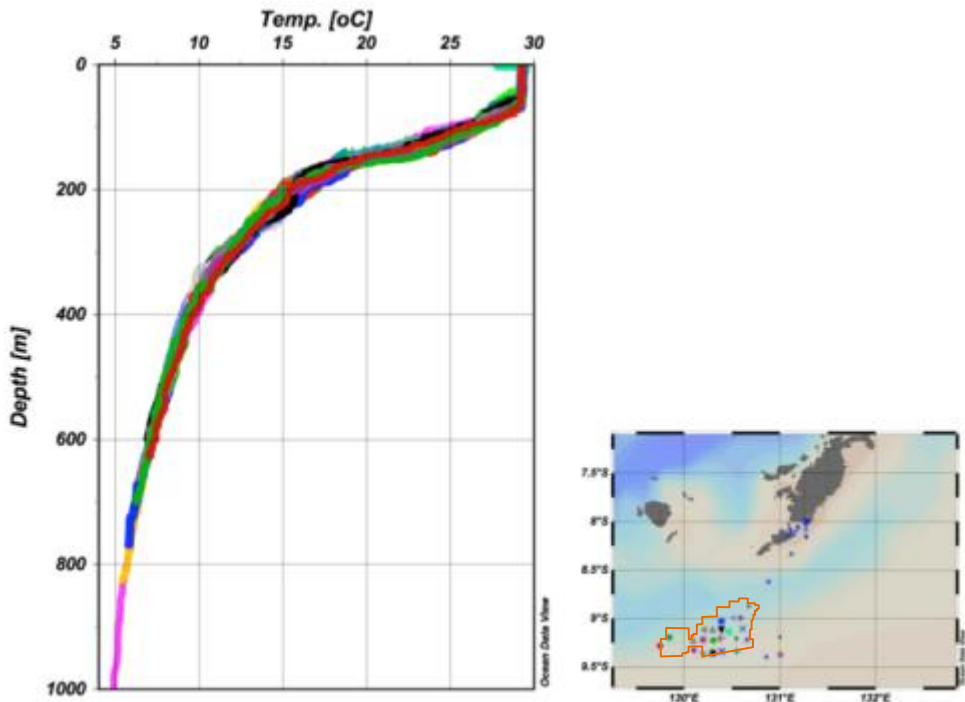 Temp. [oC]
5 10 15 20 25 30
0
200
400
600
800
1000
Depth [m]
Ocean Data View
7.5°S
8°S
8.5°S
9°S
9.5°S
130°E 131°E 132°E